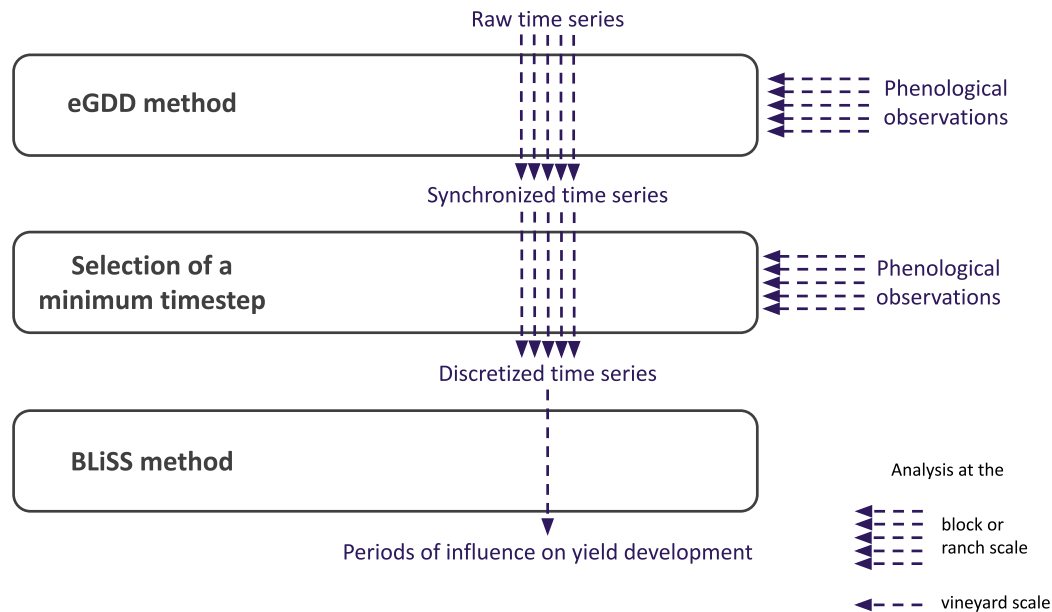 Raw time series
eGDD method
Phenological
observations
Synchronized time series
Selection of a
minimum timestep
Phenological
observations
Discretized time series
BLiSS method
Periods of influence on yield development
Analysis at the
block or
ranch scale
vineyard scale